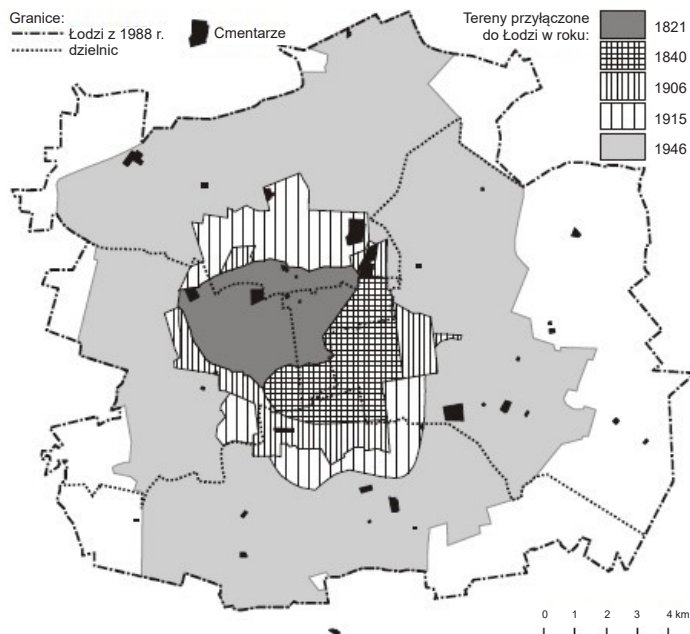 Granice:
Łodzi z 1988 r.
dzielnic
Cmentarze
Tereny przyłączone
do Łodzi w roku:
1821
1840
1906
1915
1946
0 1 2 3 4 km